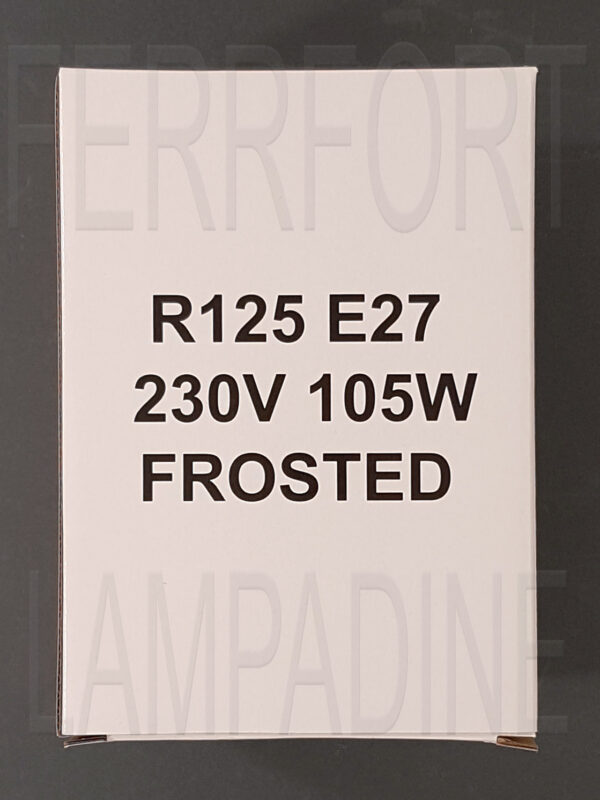 FERRFORT
R125 E27
230V 105W
FROSTED
LAMPADINE